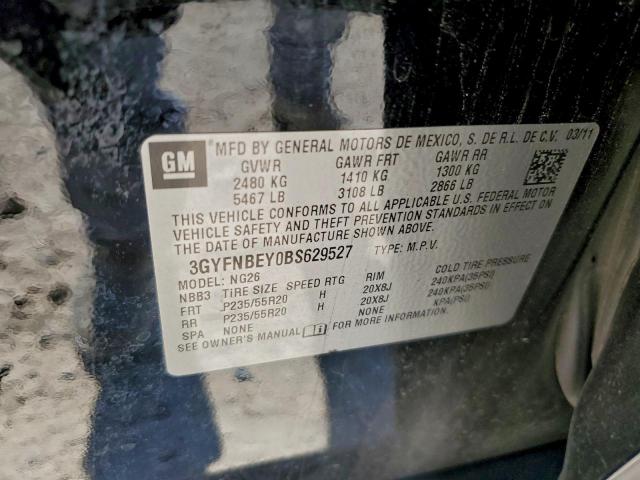 GM
MFD BY GENERAL MOTORS DE MEXICO, S. DE R.L. DE C.V. 03/11
GVWR GAWR FRT GAWR RR
2480 KG 1410 KG 1300 KG
5467 LB 3108 LB 2866 LB
THIS VEHICLE CONFORMS TO ALL APPLICABLE U.S. FEDERAL MOTOR
VEHICLE SAFETY AND THEFT PREVENTION STANDARDS IN EFFECT ON
THE DATE OF MANUFACTURE SHOWN ABOVE.
3GYFNBEY0BS629527 TYPE: M.P.V.
MODEL: NG26
NBB3 TIRE SIZE SPEED RTG RIM COLD TIRE PRESSURE
FRT P235/55R20 H 20X8J 240KPA(35PSI)
RR P235/55R20 H 20X8J 240KPA(35PSI)
SPA NONE NONE KPA(PSI)
SEE OWNER'S MANUAL